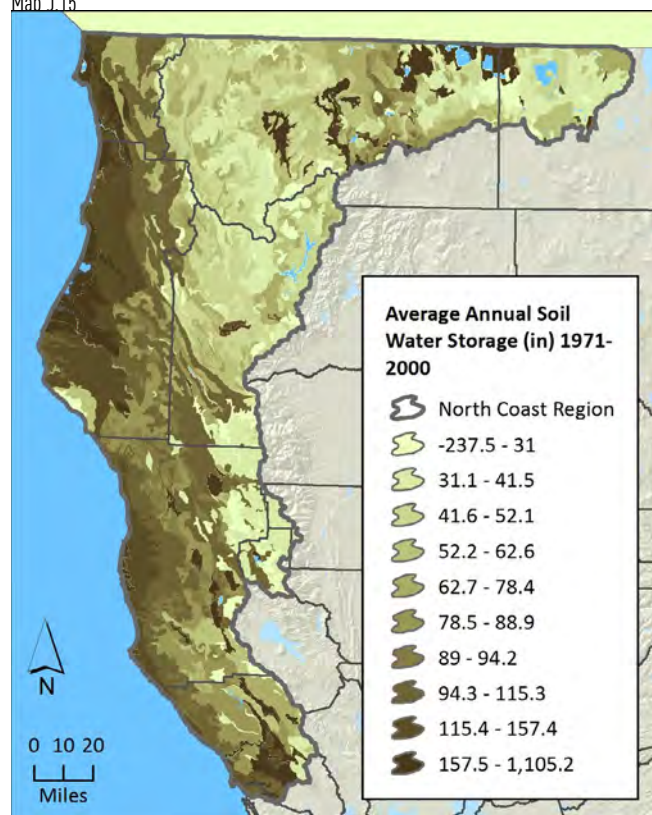 Map J.15
Average Annual Soil
Water Storage (in) 1971-
2000
North Coast Region
-237.5 - 31
31.1 - 41.5
41.6 - 52.1
52.2 - 62.6
62.7 - 78.4
78.5 - 88.9
89 - 94.2
94.3 - 115.3
115.4 - 157.4
157.5 - 1,105.2
N
0 10 20
Miles